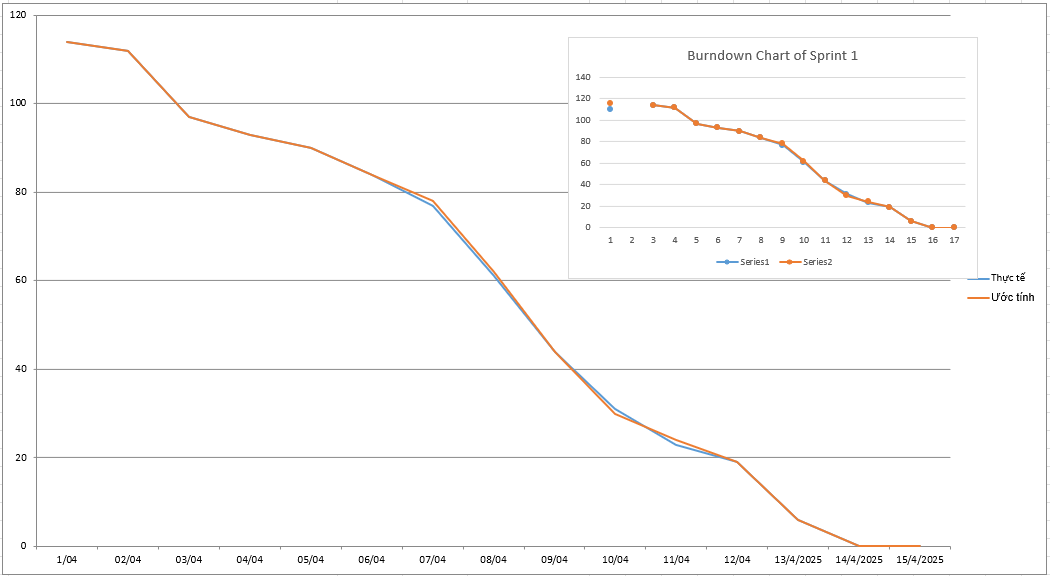 120
100
80
60
40
20
0
1/04 02/04 03/04 04/04 05/04 06/04 07/04 08/04 09/04 10/04 11/04 12/04 13/4/2025 14/4/2025 15/4/2025
Burndown Chart of Sprint 1
140
120
100
80
60
40
20
0
1 2 3 4 5 6 7 8 9 10 11 12 13 14 15 16 17
Series1 Series2
Thực tế
Ước tính